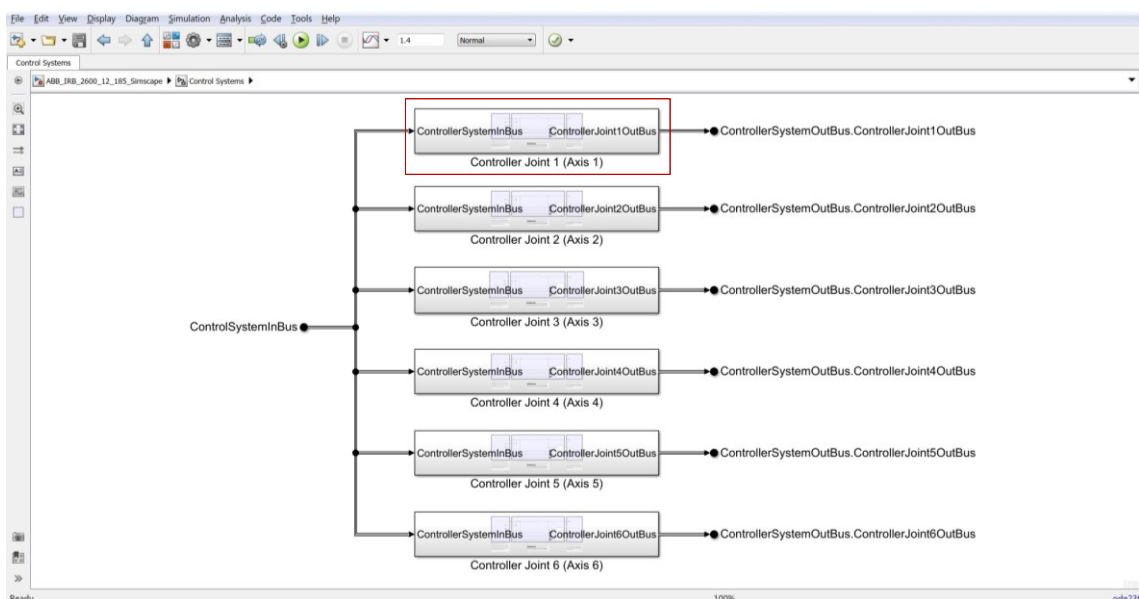 File Edit View Display Diagram Simulation Analysis Code Tools Help
1.4 Normal
Control Systems
ABB_IRB_2600_12_185_Simscape Control Systems
ControllerSystemInBus ControllerJoint1OutBus ControllerSystemOutBus.ControllerJoint1OutBus
Controller Joint 1 (Axis 1)
ControllerSystemInBus ControllerJoint2OutBus ControllerSystemOutBus.ControllerJoint2OutBus
Controller Joint 2 (Axis 2)
ControllerSystemInBus ControllerJoint3OutBus ControllerSystemOutBus.ControllerJoint3OutBus
Controller Joint 3 (Axis 3)
ControlSystemInBus
ControllerSystemInBus ControllerJoint4OutBus ControllerSystemOutBus.ControllerJoint4OutBus
Controller Joint 4 (Axis 4)
ControllerSystemInBus ControllerJoint5OutBus ControllerSystemOutBus.ControllerJoint5OutBus
Controller Joint 5 (Axis 5)
ControllerSystemInBus ControllerJoint6OutBus ControllerSystemOutBus.ControllerJoint6OutBus
Controller Joint 6 (Axis 6)
Ready 100%